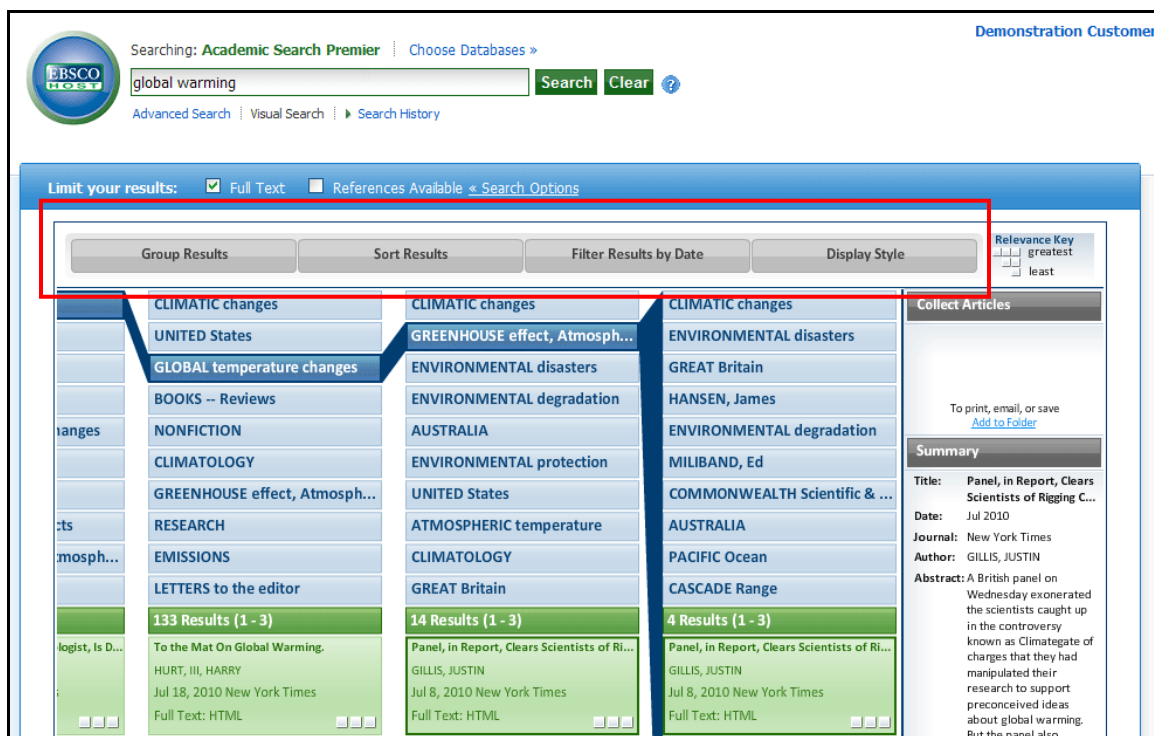 Demonstration Customer
EBSCO
HOST
Searching: Academic Search Premier Choose Databases »
global warming
Search Clear ?
Advanced Search Visual Search Search History
Limit your results: Full Text References Available « Search Options
Group Results Sort Results Filter Results by Date Display Style
Relevance Key
greatest
least
CLIMATIC changes
UNITED States
GLOBAL temperature changes
BOOKS -- Reviews
anges NONFICTION
CLIMATOLOGY
GREENHOUSE effect, Atmosph...
cts RESEARCH
tmosph... EMISSIONS
LETTERS to the editor
133 Results (1 - 3)
logist, Is D... To the Mat On Global Warming.
HURT, III, HARRY
Jul 18, 2010 New York Times
Full Text: HTML
CLIMATIC changes
GREENHOUSE effect, Atmosph...
ENVIRONMENTAL disasters
ENVIRONMENTAL degradation
AUSTRALIA
ENVIRONMENTAL protection
UNITED States
ATMOSPHERIC temperature
CLIMATOLOGY
GREAT Britain
14 Results (1 - 3)
Panel, in Report, Clears Scientists of Ri...
GILLIS, JUSTIN
Jul 8, 2010 New York Times
Full Text: HTML
CLIMATIC changes
ENVIRONMENTAL disasters
GREAT Britain
HANSEN, James
ENVIRONMENTAL degradation
MILIBAND, Ed
COMMONWEALTH Scientific & ...
AUSTRALIA
PACIFIC Ocean
CASCADE Range
4 Results (1 - 3)
Panel, in Report, Clears Scientists of Ri...
GILLIS, JUSTIN
Jul 8, 2010 New York Times
Full Text: HTML
Collect Articles
To print, email, or save
Add to Folder
Summary
Title: Panel, in Report, Clears
Scientists of Rigging C...
Date: Jul 2010
Journal: New York Times
Author: GILLIS, JUSTIN
Abstract: A British panel on
Wednesday exonerated
the scientists caught up
in the controversy
known as Climategate of
charges that they had
manipulated their
research to support
preconceived ideas
about global warming.
But the panel also